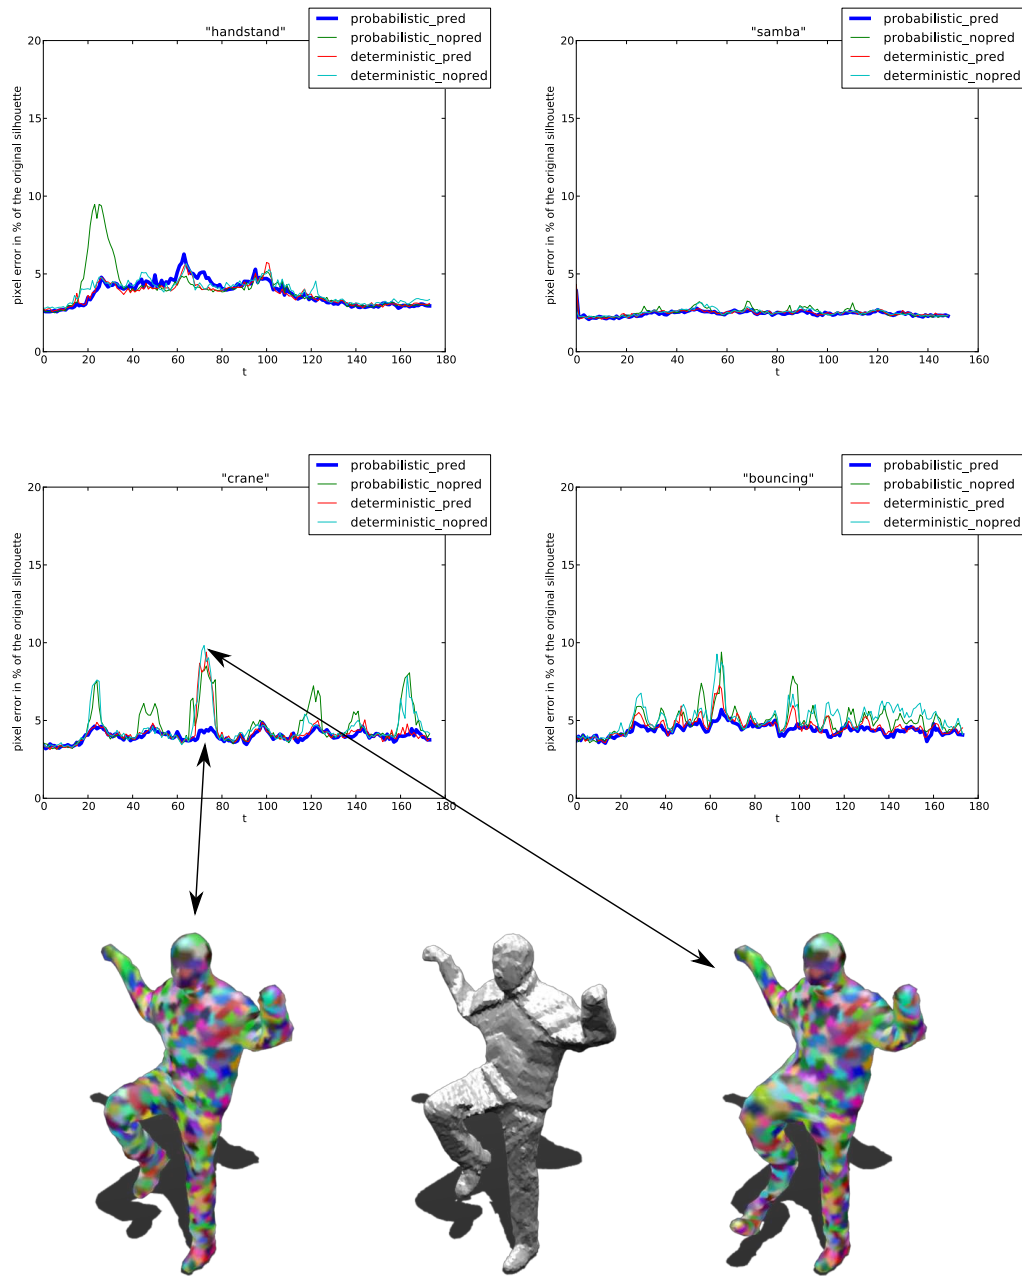 "handstand"
probabilistic_pred
probabilistic_nopred
deterministic_pred
deterministic_nopred
pixel error in % of the original silhouette
20
15
10
5
0
0 20 40 60 80 100 120 140 160 180
t
"samba"
probabilistic_pred
probabilistic_nopred
deterministic_pred
deterministic_nopred
pixel error in % of the original silhouette
20
15
10
5
0
0 20 40 60 80 100 120 140 160
t
"crane"
probabilistic_pred
probabilistic_nopred
deterministic_pred
deterministic_nopred
pixel error in % of the original silhouette
20
15
10
5
0
0 20 40 60 80 100 120 140 160 180
t
"bouncing"
probabilistic_pred
probabilistic_nopred
deterministic_pred
deterministic_nopred
pixel error in % of the original silhouette
20
15
10
5
0
0 20 40 60 80 100 120 140 160 180
t